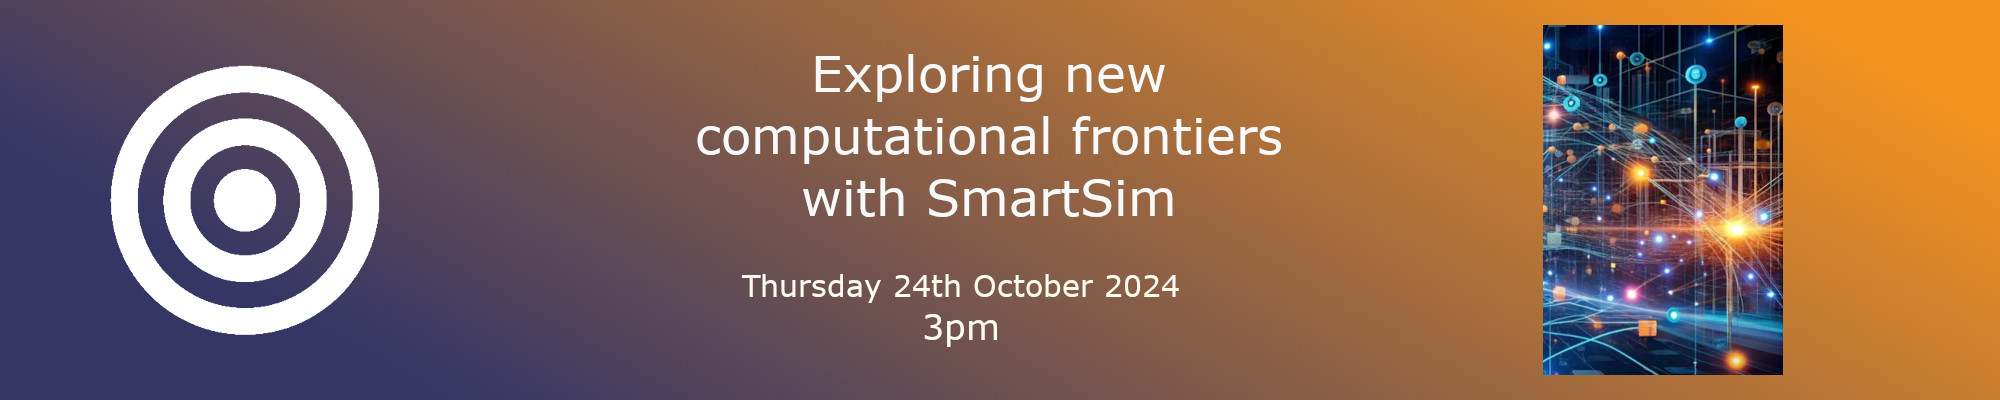 Exploring new
computational frontiers
with SmartSim
Thursday 24th October 2024
3pm